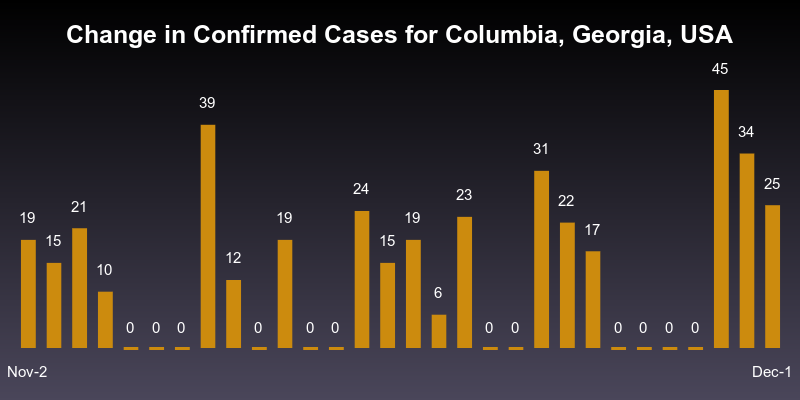 Change in Confirmed Cases for Columbia, Georgia, USA
19 15 21 10 0 0 0 39 12 0 19 0 0 24 15 19 6 23 0 0 31 22 17 0 0 0 0 45 34 25
Nov-2 Dec-1